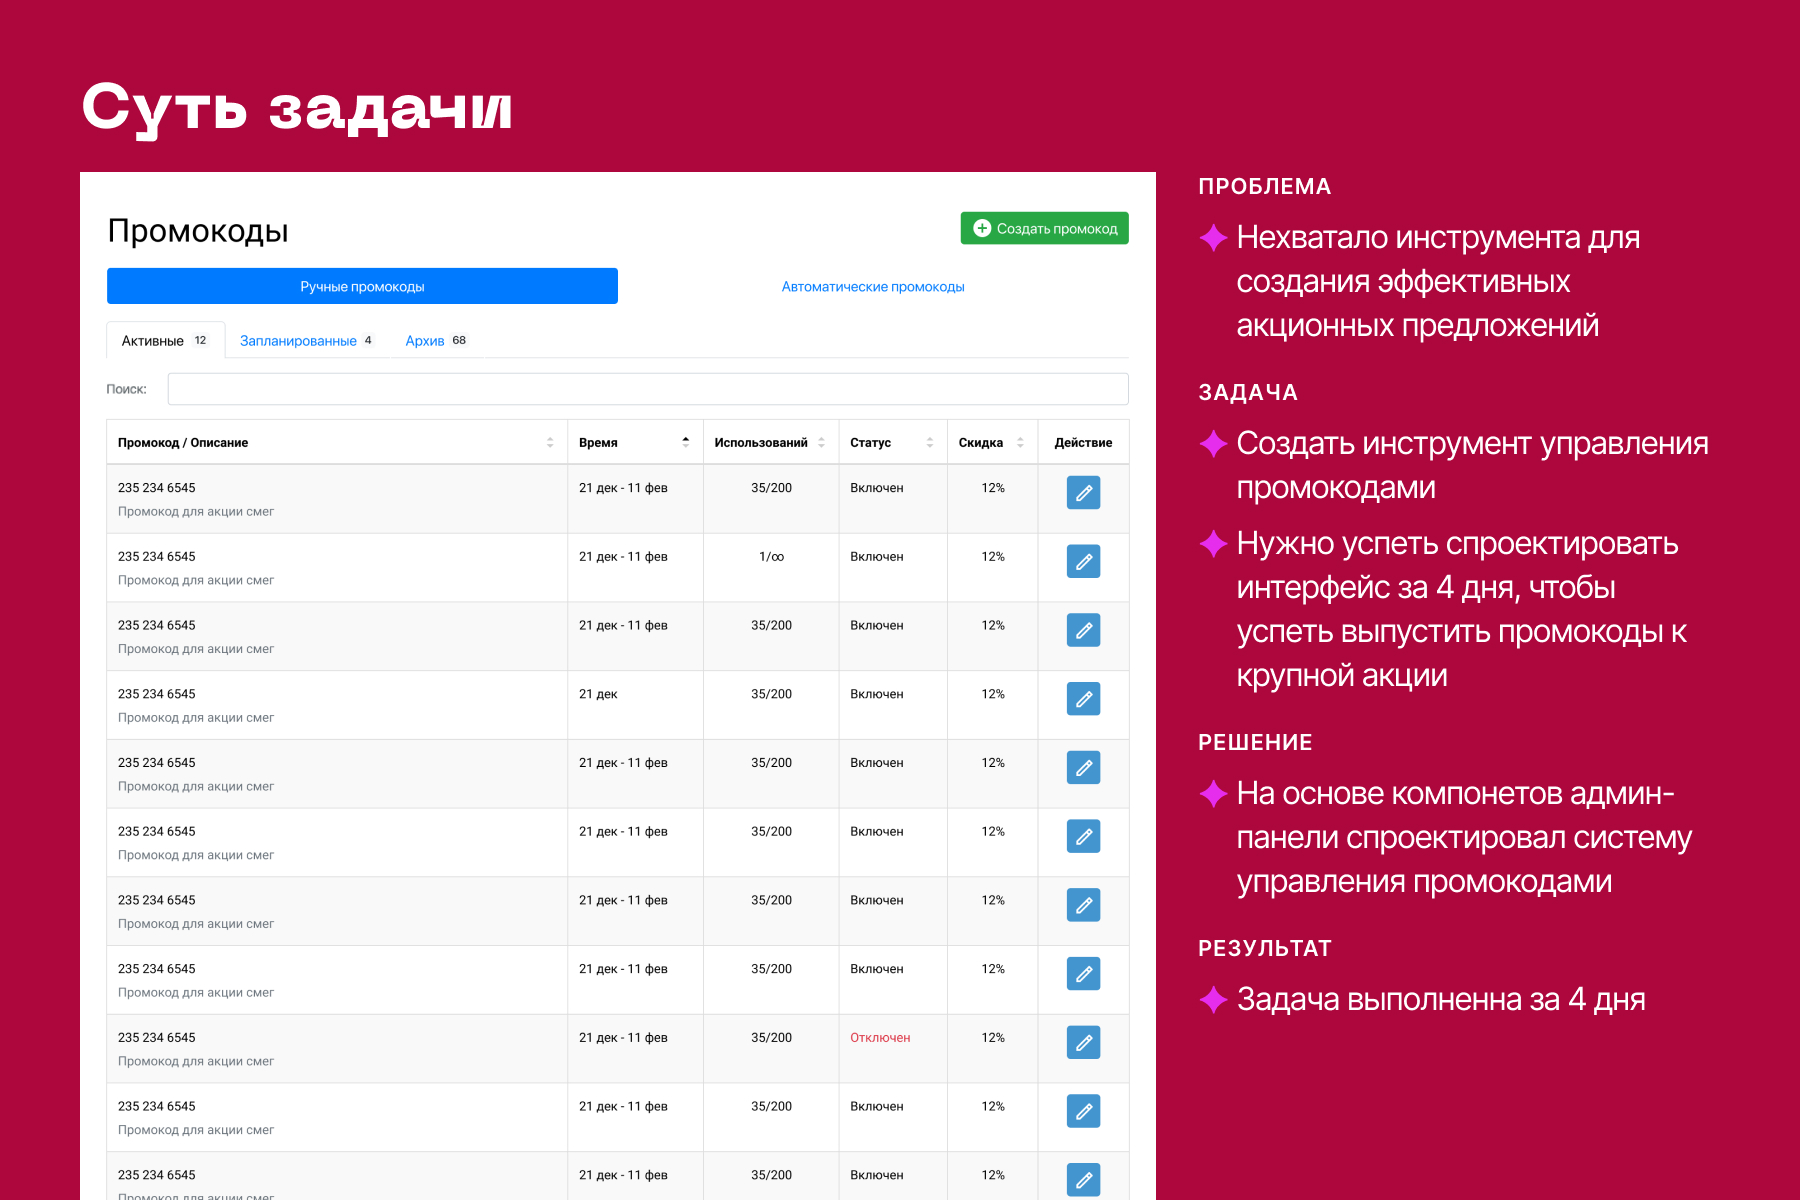 Суть задачи
Промокоды
Создать промокод
Ручные промокоды
Автоматические промокоды
Активные 12
Запланированные 4
Архив 68
Поиск:
Промокод / Описание Время Использований Статус Скидка Действие
235 234 6545 21 дек - 11 фев 35/200 Включен 12%
Промокод для акции смег
235 234 6545 21 дек - 11 фев 1/∞ Включен 12%
Промокод для акции смег
235 234 6545 21 дек - 11 фев 35/200 Включен 12%
Промокод для акции смег
235 234 6545 21 дек 35/200 Включен 12%
Промокод для акции смег
235 234 6545 21 дек - 11 фев 35/200 Включен 12%
Промокод для акции смег
235 234 6545 21 дек - 11 фев 35/200 Включен 12%
Промокод для акции смег
235 234 6545 21 дек - 11 фев 35/200 Включен 12%
Промокод для акции смег
235 234 6545 21 дек - 11 фев 35/200 Включен 12%
Промокод для акции смег
235 234 6545 21 дек - 11 фев 35/200 Отключен 12%
Промокод для акции смег
235 234 6545 21 дек - 11 фев 35/200 Включен 12%
Промокод для акции смег
235 234 6545 21 дек - 11 фев 35/200 Включен 12%
Промокод для акции смег
ПРОБЛЕМА
Нехватало инструмента для
создания эффективных
акционных предложений
ЗАДАЧА
Создать инструмент управления
промокодами
Нужно успеть спроектировать
интерфейс за 4 дня, чтобы
успеть выпустить промокоды к
крупной акции
РЕШЕНИЕ
На основе компонетов админ-
панели спроектировал систему
управления промокодами
РЕЗУЛЬТАТ
Задача выполненна за 4 дня